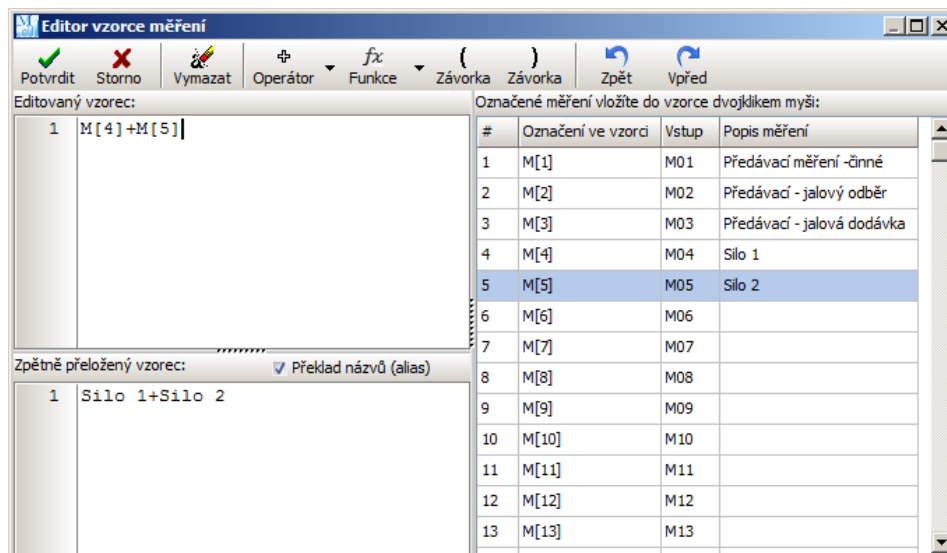 Editor vzorce měření
Potvrdit Storno Vymazat Operátor fx Funkce ( Závorka ) Závorka Zpět Vpřed
Editovaný vzorec:
1 M[4]+M[5]
Zpětně přeložený vzorec: Překlad názvů (alias)
1 Silo 1+Silo 2
Označené měření vložíte do vzorce dvojklikem myši:
# Označení ve vzorci Vstup Popis měření
1 M[1] M01 Předávací měření -činné
2 M[2] M02 Předávací - jalový odběr
3 M[3] M03 Předávací - jalová dodávka
4 M[4] M04 Silo 1
5 M[5] M05 Silo 2
6 M[6] M06
7 M[7] M07
8 M[8] M08
9 M[9] M09
10 M[10] M10
11 M[11] M11
12 M[12] M12
13 M[13] M13